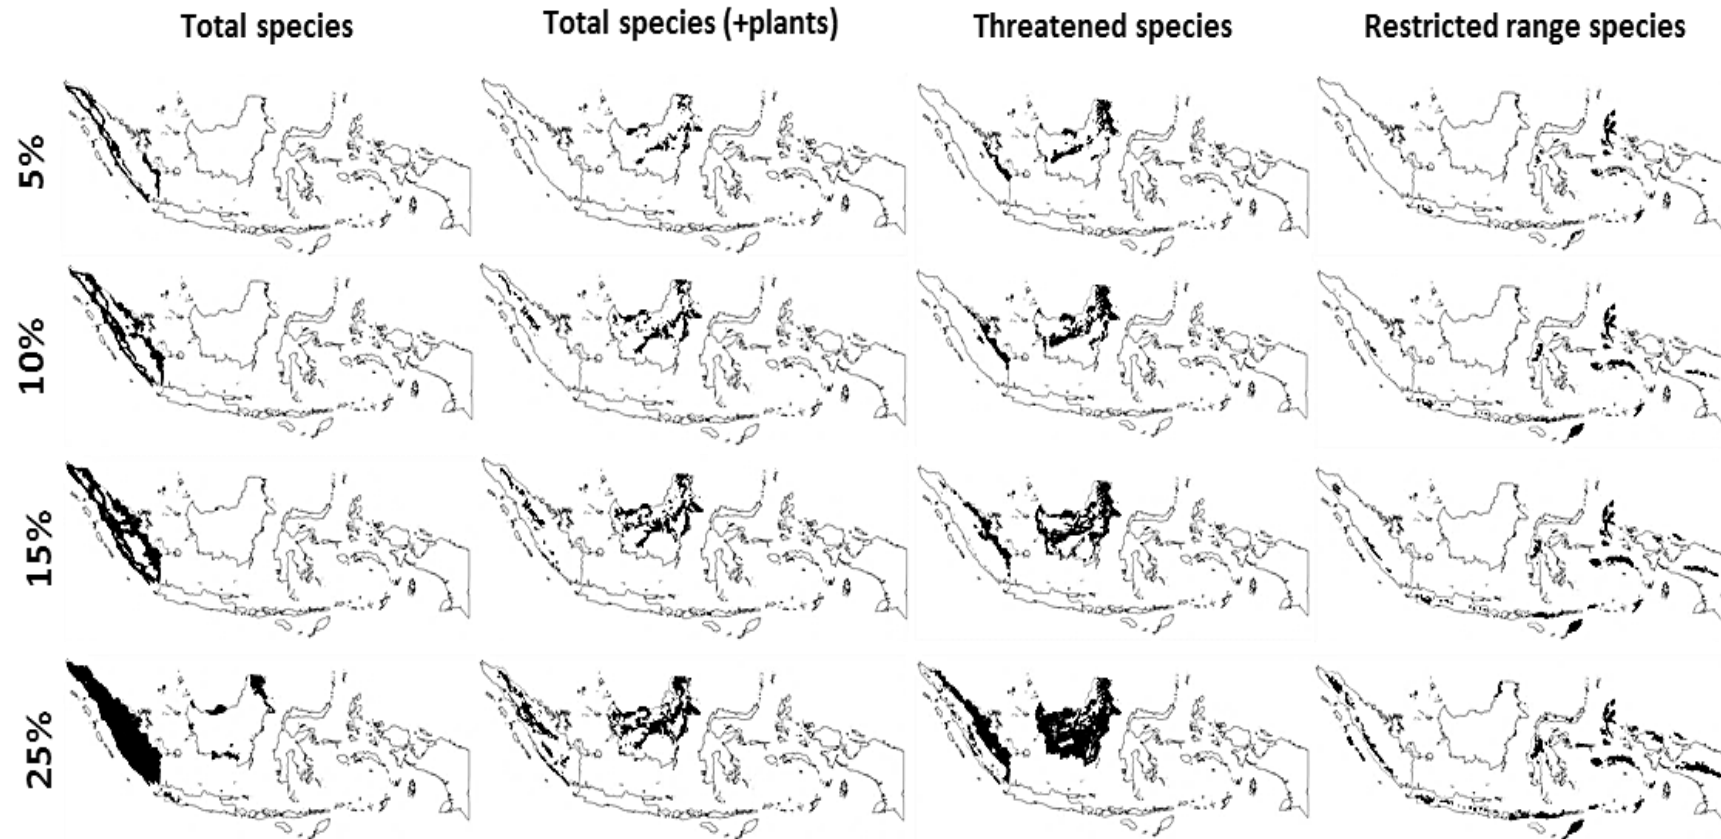 Total species
Total species (+plants)
Threatened species
Restricted range species
5%
10%
15%
25%